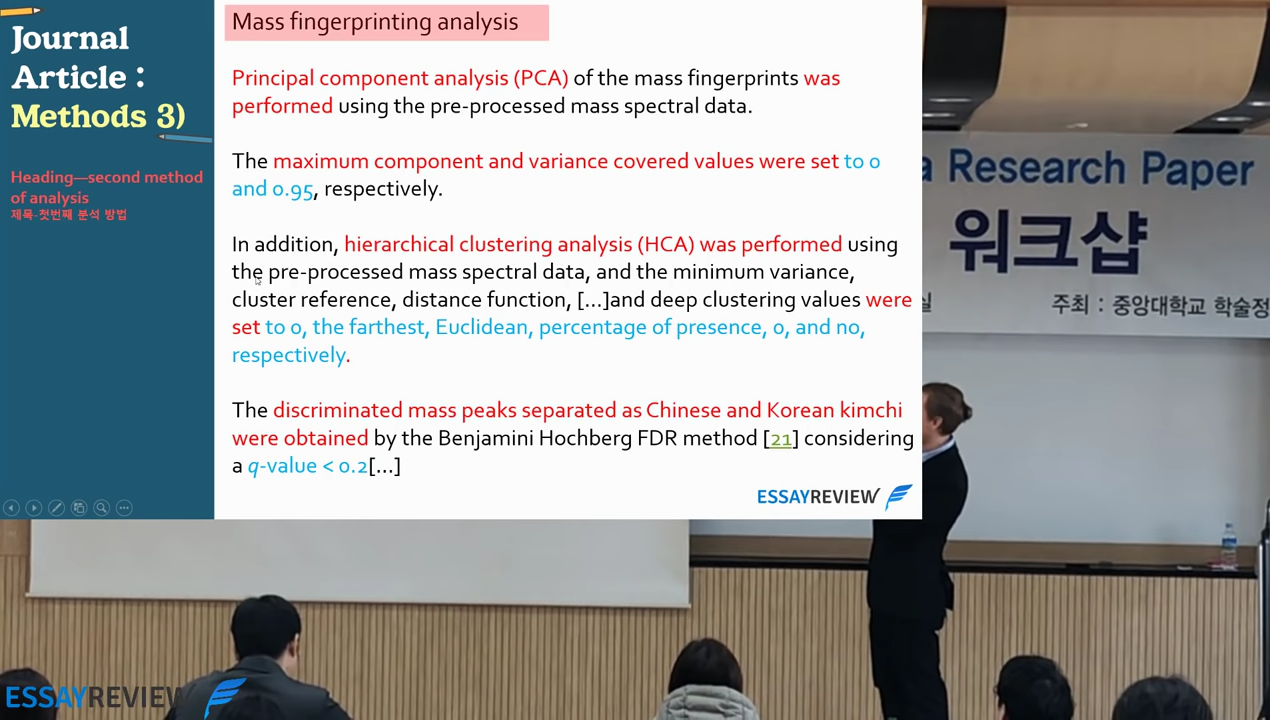 Journal
Article :
Methods 3)
Heading—second method
of analysis
제목-첫번째 분석 방법
Mass fingerprinting analysis
Principal component analysis (PCA) of the mass fingerprints was
performed using the pre-processed mass spectral data.
The maximum component and variance covered values were set to 0
and 0.95, respectively.
In addition, hierarchical clustering analysis (HCA) was performed using
the pre-processed mass spectral data, and the minimum variance,
cluster reference, distance function, [...]and deep clustering values were
set to 0, the farthest, Euclidean, percentage of presence, 0, and no,
respectively.
The discriminated mass peaks separated as Chinese and Korean kimchi
were obtained by the Benjamini Hochberg FDR method [21] considering
a q-value < 0.2[...]
ESSAYREVIEW
a Research Paper
워크샵
실 주최 : 중앙대학교 학술정
ESSAYREVIEW